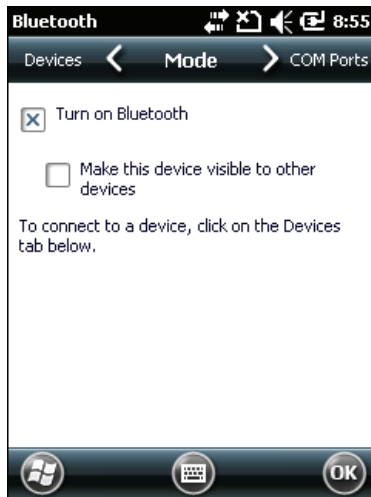 Bluetooth 8:55
Devices Mode COM Ports
Turn on Bluetooth
Make this device visible to other
devices
To connect to a device, click on the Devices
tab below.
OK